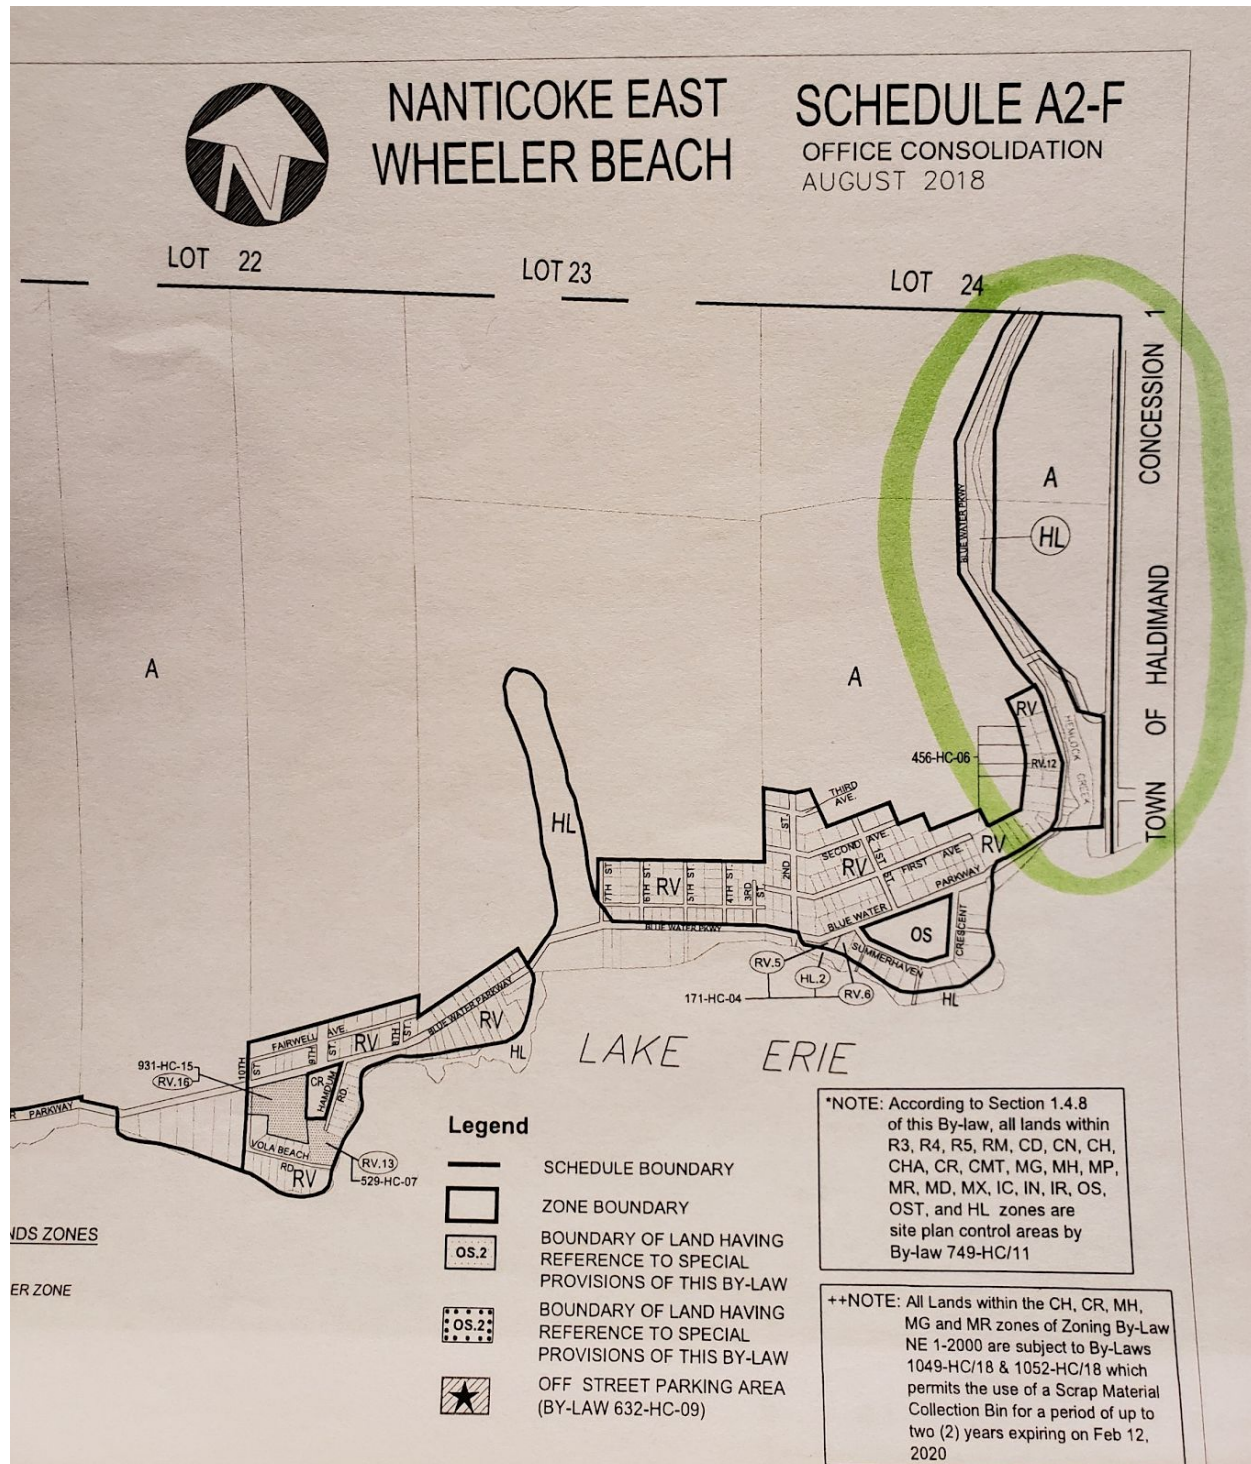 N
NANTICOKE EAST
WHEELER BEACH
SCHEDULE A2-F
OFFICE CONSOLIDATION
AUGUST 2018
LOT 22
LOT 23
LOT 24
CONCESSION 1
TOWN OF HALDIMAND
BLUE WATER PKWY
A
HL
A
A
RV
456-HC-06
RV.12
HEMLOCK CREEK
HL
THIRD
AVE.
SECOND AVE.
FIRST AVE.
RV
RV
RV
7TH ST
6TH ST.
5TH ST.
4TH ST.
3RD ST.
2ND ST.
1ST ST.
BLUE WATER PARKWAY
BLUE WATER PKWY
OS
CRESCENT
SUMMERHAVEN
RV.5
HL.2
RV.6
171-HC-04
HL
BLUE WATER PARKWAY
RV
HL
LAKE ERIE
FAIRWELL AVE.
RV
10TH ST
9TH ST.
8TH ST.
931-HC-15
RV.16
CR
HAMDUM RD.
PARKWAY
VOLA BEACH RD
RV
RV.13
529-HC-07
NDS ZONES
ER ZONE
Legend
SCHEDULE BOUNDARY
ZONE BOUNDARY
OS.2
BOUNDARY OF LAND HAVING
REFERENCE TO SPECIAL
PROVISIONS OF THIS BY-LAW
OS.2
BOUNDARY OF LAND HAVING
REFERENCE TO SPECIAL
PROVISIONS OF THIS BY-LAW
OFF STREET PARKING AREA
(BY-LAW 632-HC-09)
*NOTE: According to Section 1.4.8
of this By-law, all lands within
R3, R4, R5, RM, CD, CN, CH,
CHA, CR, CMT, MG, MH, MP,
MR, MD, MX, IC, IN, IR, OS,
OST, and HL zones are
site plan control areas by
By-law 749-HC/11
++NOTE: All Lands within the CH, CR, MH,
MG and MR zones of Zoning By-Law
NE 1-2000 are subject to By-Laws
1049-HC/18 & 1052-HC/18 which
permits the use of a Scrap Material
Collection Bin for a period of up to
two (2) years expiring on Feb 12,
2020